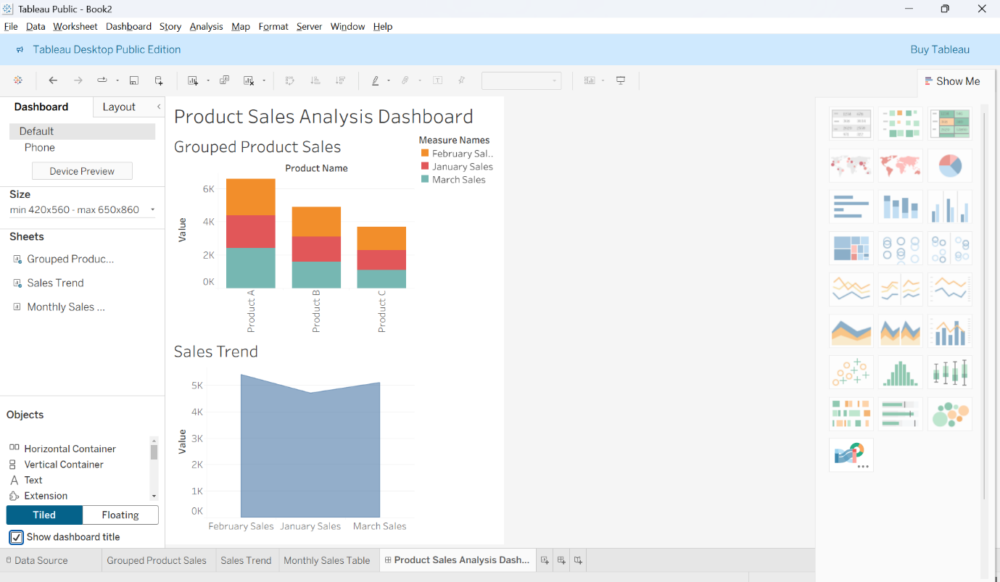 Tableau Public - Book2
File Data Worksheet Dashboard Story Analysis Map Format Server Window Help
Tableau Desktop Public Edition
Buy Tableau
Show Me
Dashboard
Layout
Default
Phone
Device Preview
Size
min 420x560 - max 650x860
Sheets
Grouped Produc...
Sales Trend
Monthly Sales ...
Objects
Horizontal Container
Vertical Container
Text
Extension
Tiled
Floating
Show dashboard title
Product Sales Analysis Dashboard
Grouped Product Sales
Product Name
Value
6K
4K
2K
0K
Product A
Product B
Product C
Measure Names
February Sal..
January Sales
March Sales
Sales Trend
Value
5K
4K
3K
2K
1K
0K
February Sales January Sales March Sales
Data Source
Grouped Product Sales
Sales Trend
Monthly Sales Table
Product Sales Analysis Dash...